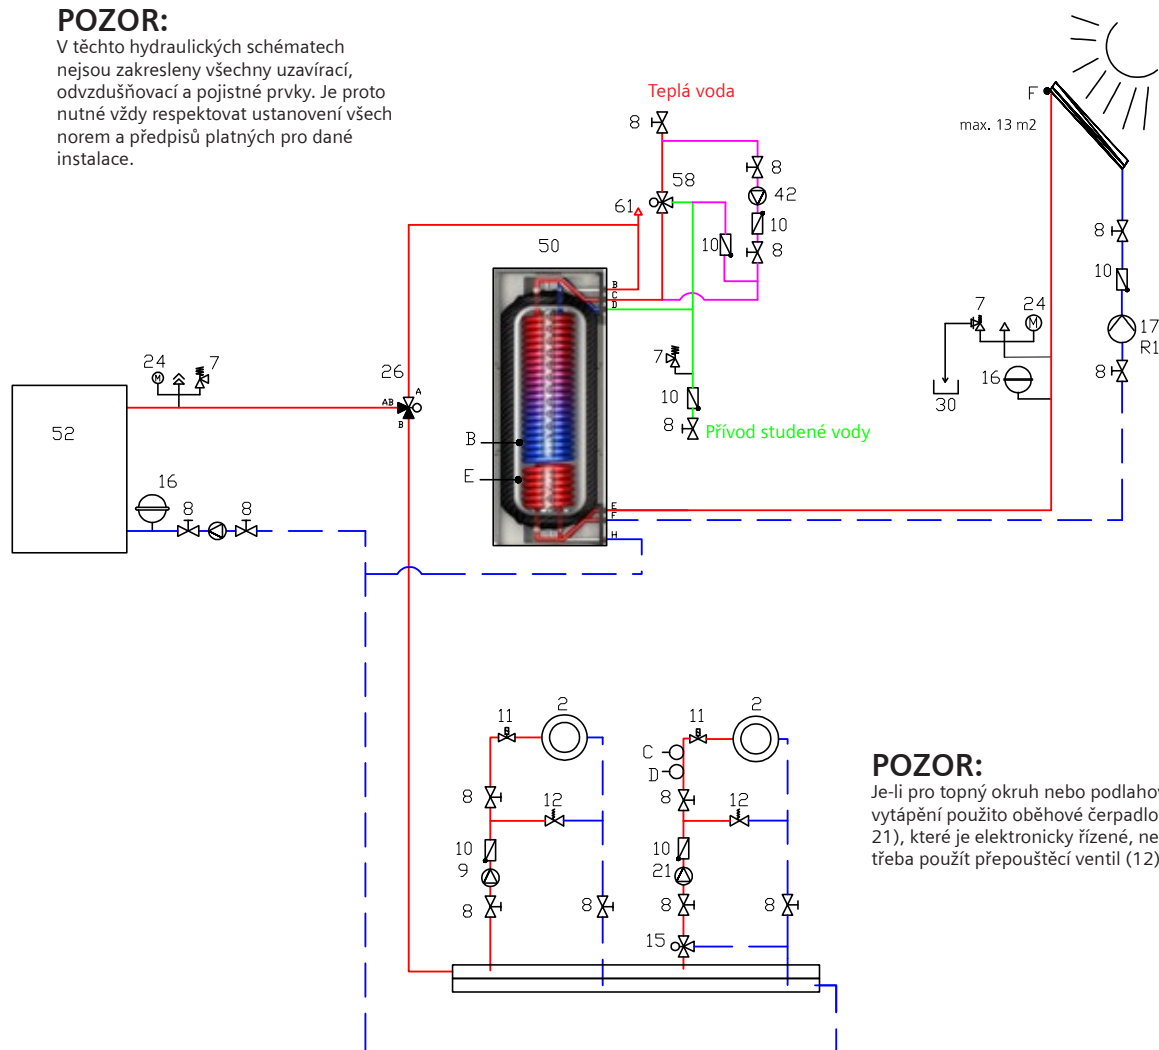 POZOR:
V těchto hydraulických schématech
nejsou zakresleny všechny uzavírací,
odvzdušňovací a pojistné prvky. Je proto
nutné vždy respektovat ustanovení všech
norem a předpisů platných pro dané
instalace.
Teplá voda
8
F
max. 13 m2
8
58
42
61
10
10
8
50
B
C
D
8
10
7
24
M
17
R1
16
8
30
24
M
7
26
A
AB
B
7
10
8
Přívod studené vody
52
B
E
16
8
8
E
F
H
2
11
8
12
10
9
8
8
2
11
C
D
8
12
10
21
8
8
15
POZOR:
Je-li pro topný okruh nebo podlahov
vytápění použito oběhové čerpadlo
21), které je elektronicky řízené, ne
třeba použít přepouštěcí ventil (12)